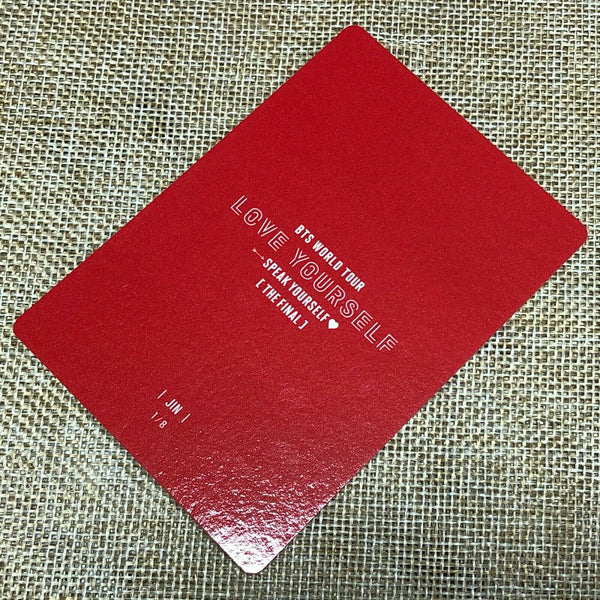 BTS WORLD TOUR
LOVE YOURSELF
SPEAK YOURSELF♥
[ THE FINAL ]
| JIN |
1/8